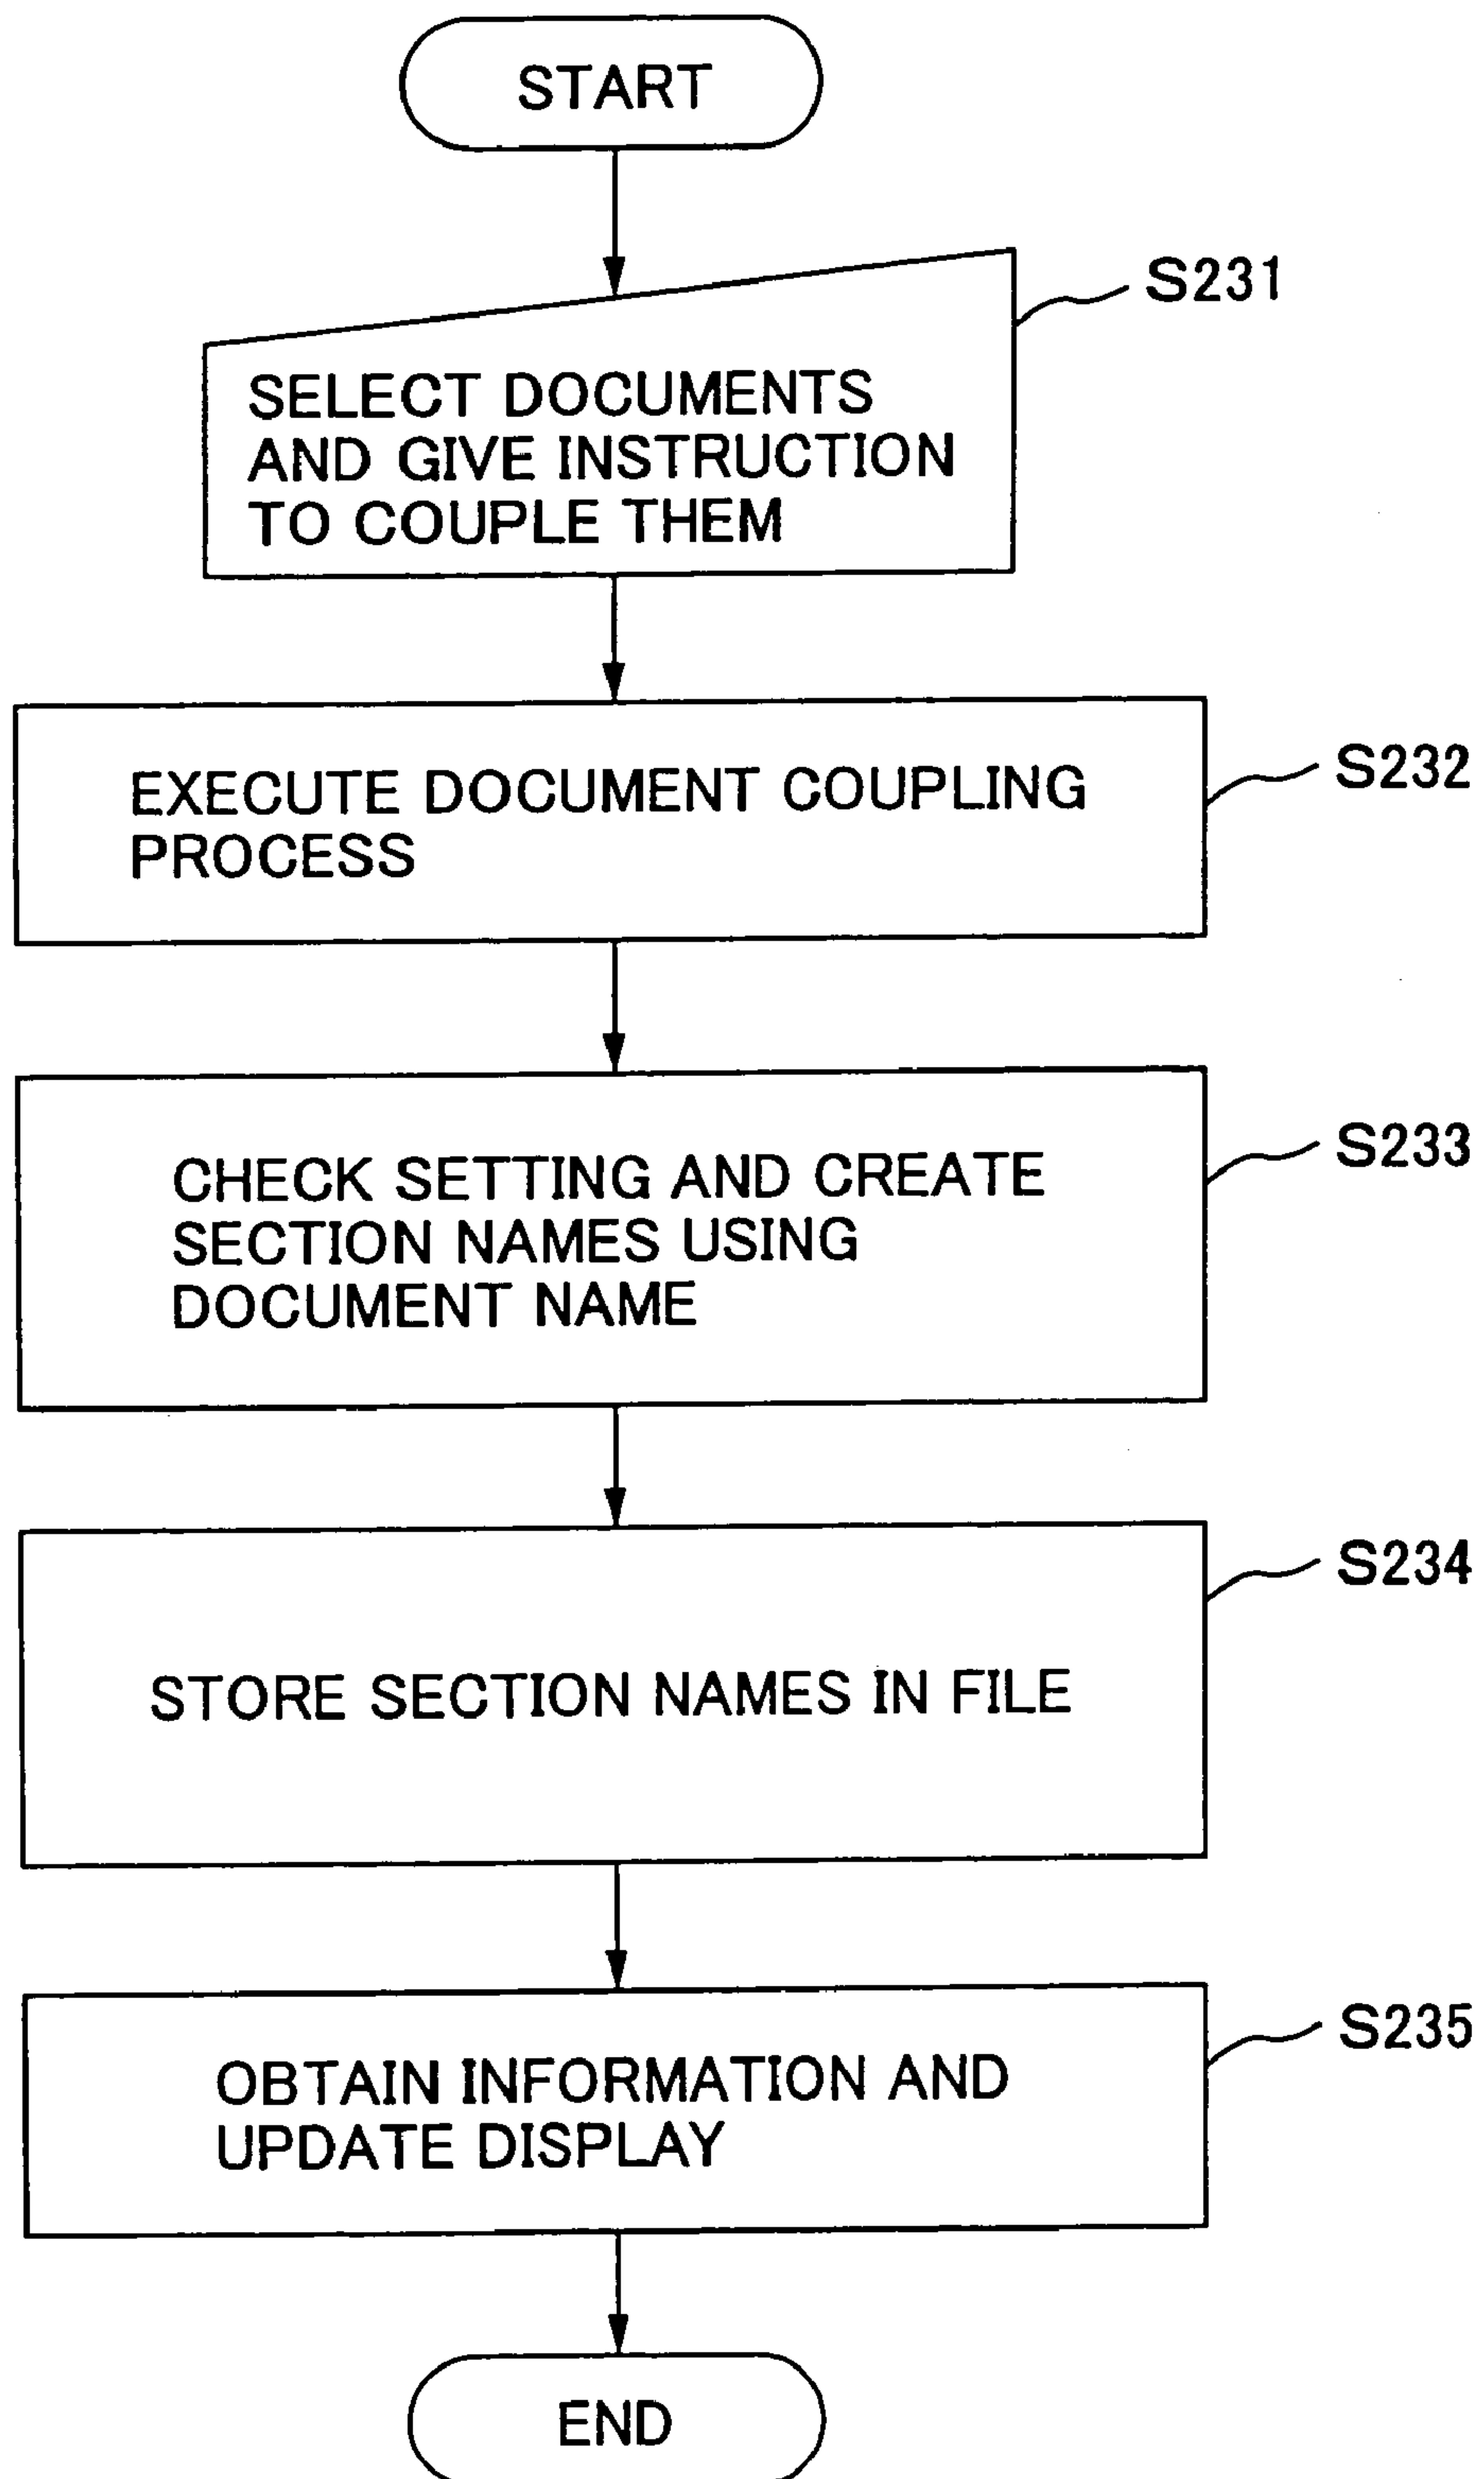 START
S231
SELECT DOCUMENTS
AND GIVE INSTRUCTION
TO COUPLE THEM
S232
EXECUTE DOCUMENT COUPLING
PROCESS
S233
CHECK SETTING AND CREATE
SECTION NAMES USING
DOCUMENT NAME
S234
STORE SECTION NAMES IN FILE
S235
OBTAIN INFORMATION AND
UPDATE DISPLAY
END